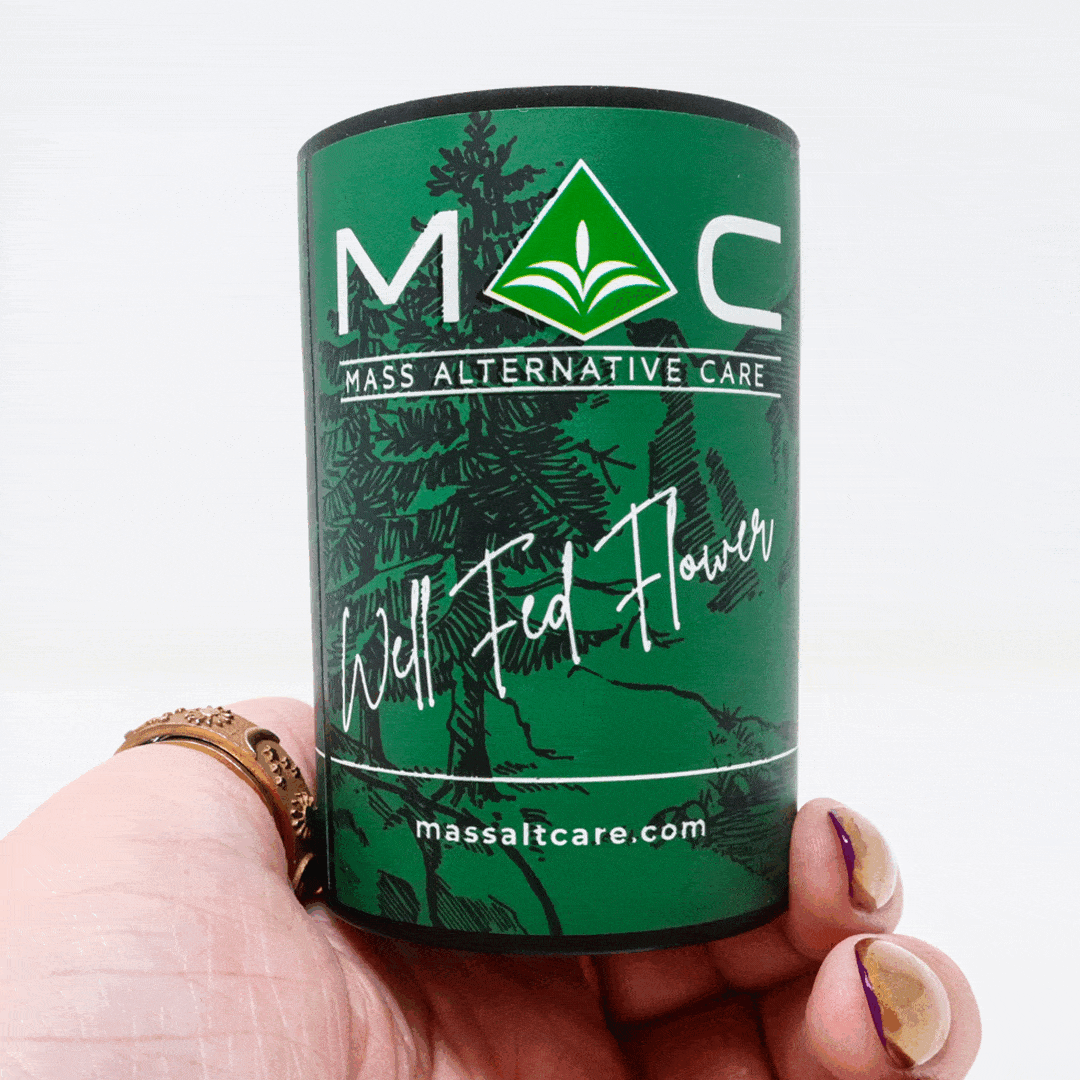 MAC
MASS ALTERNATIVE CARE
Well Fed Flower
massaltcare.com